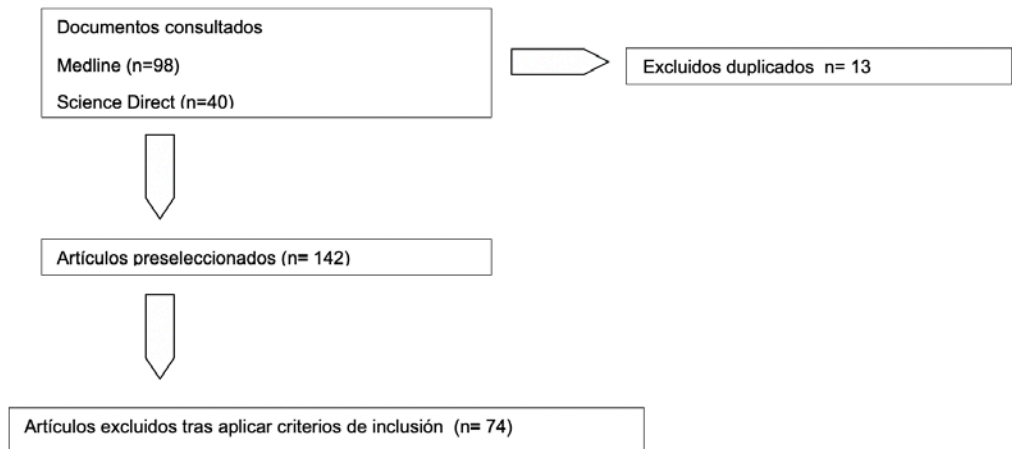 Documentos consultados
Medline (n=98)
Science Direct (n=40)
Excluidos duplicados n= 13
Artículos preseleccionados (n= 142)
Artículos excluidos tras aplicar criterios de inclusión (n= 74)